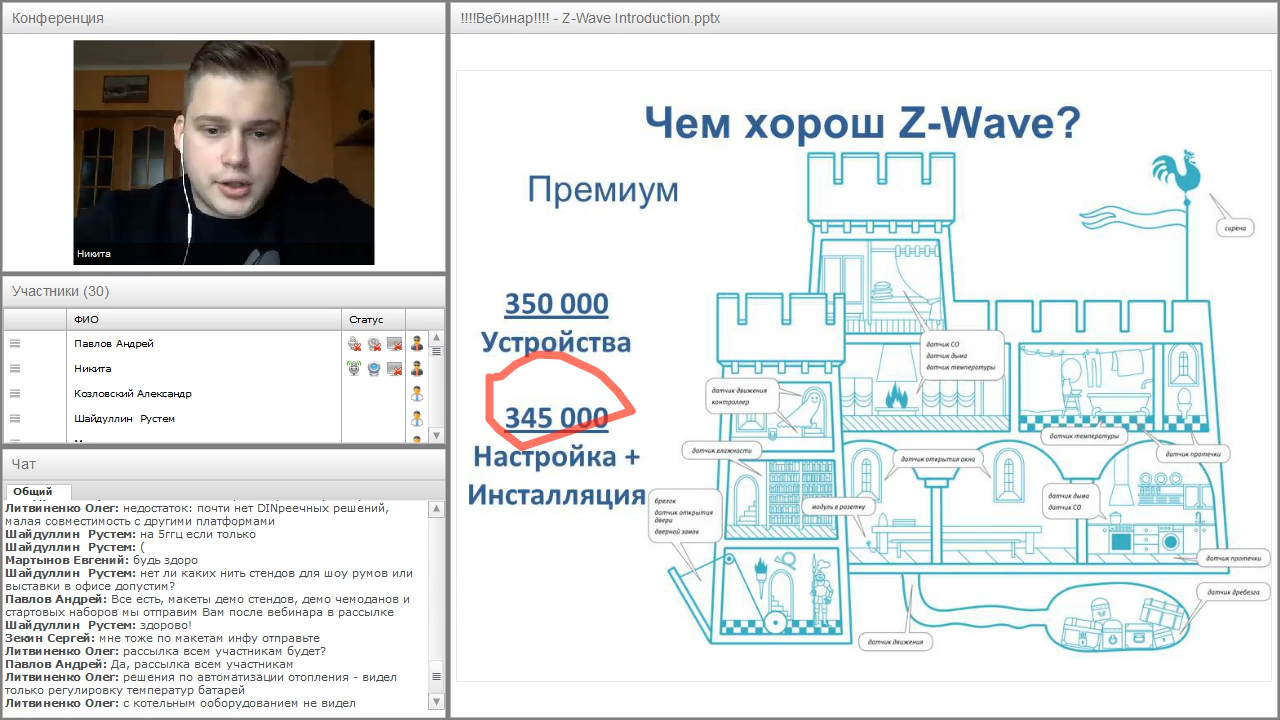 Конференция
Никита
Участники (30)
ФИО
Статус
Павлов Андрей
Никита
Козловский Александр
Шайдуллин Рустем
Чат
Общий
Литвиненко Олег: недостаток: почти нет DINреечных решений,
малая совместимость с другими платформами
Шайдуллин Рустем: на 5ггц если только
Шайдуллин Рустем: (
Мартынов Евгений: будь здоро
Шайдуллин Рустем: нет ли каких нить стендов для шоу румов или
выставки в офисе допустим?
Павлов Андрей: Все есть, макеты демо стендов, демо чемоданов и
стартовых наборов мы отправим Вам после вебинара в рассылке
Шайдуллин Рустем: здорово!
Зекин Сергей: мне тоже по макетам инфу отправьте
Литвиненко Олег: рассылка по участникам будет?
Павлов Андрей: Да, рассылка всем участникам
Литвиненко Олег: решения по автоматизации отопления - видел
только регулировку температур батарей
Литвиненко Олег: с котельным ооборудованием не видел
!!!!Вебинар!!!! - Z-Wave Introduction.pptx
Чем хорош Z-Wave?
Премиум
350 000
Устройства
345 000
Настройка +
Инсталляция
сирена
датчик СО
датчик дыма
датчик температуры
датчик движения
контроллер
датчик температуры
датчик протечки
датчик влажности
датчик открытия окна
брелок
датчик открытия
двери
дверной замок
модуль в розетку
датчик дыма
датчик СО
датчик протечки
датчик дребезга
датчик движения